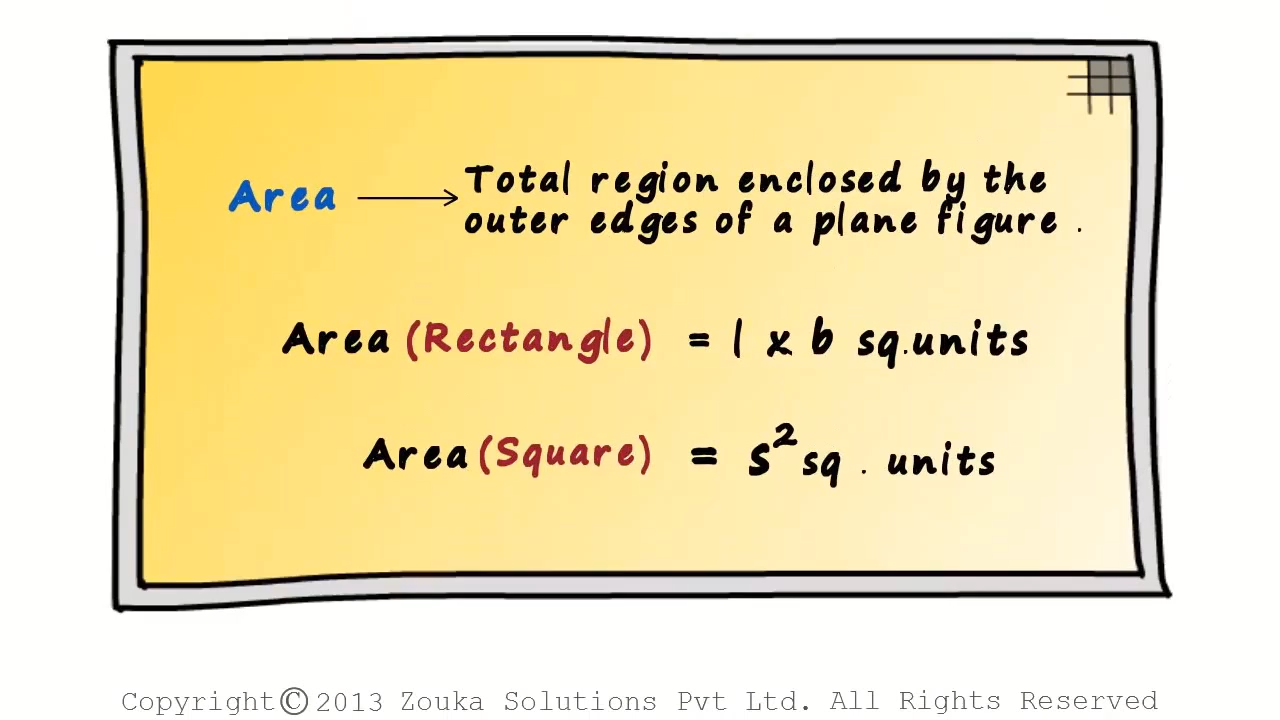 Area → Total region enclosed by the
outer edges of a plane figure .
Area (Rectangle) = l x b sq.units
Area (Square) = s² sq . units
Copyright © 2013 Zouka Solutions Pvt Ltd. All Rights Reserved